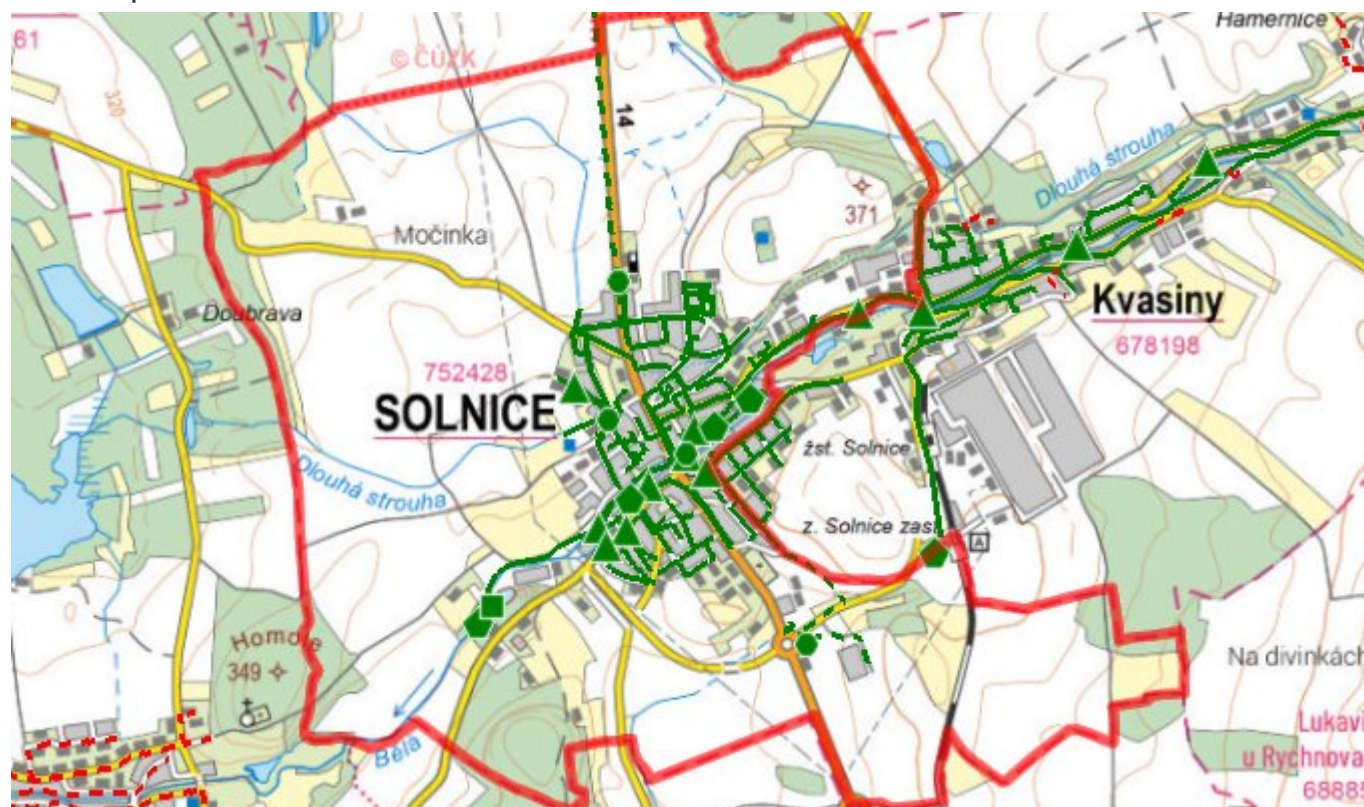 Hamernice
61
© ČÚZK
320
14
Dlouhá strouha
371
Močinka
Kvasiny
678198
Doubrava
752428
SOLNICE
žst. Solnice
Dlouhá strouha
z. Solnice zast
A
Homole
349
Na divinkách
Bělá
Lukaví
u Rychnova
6888